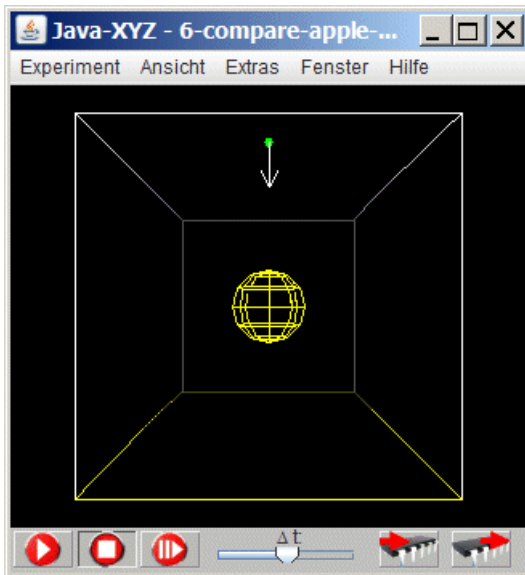 Java-XYZ - 6-compare-apple-...
Experiment Ansicht Extras Fenster Hilfe
Δt